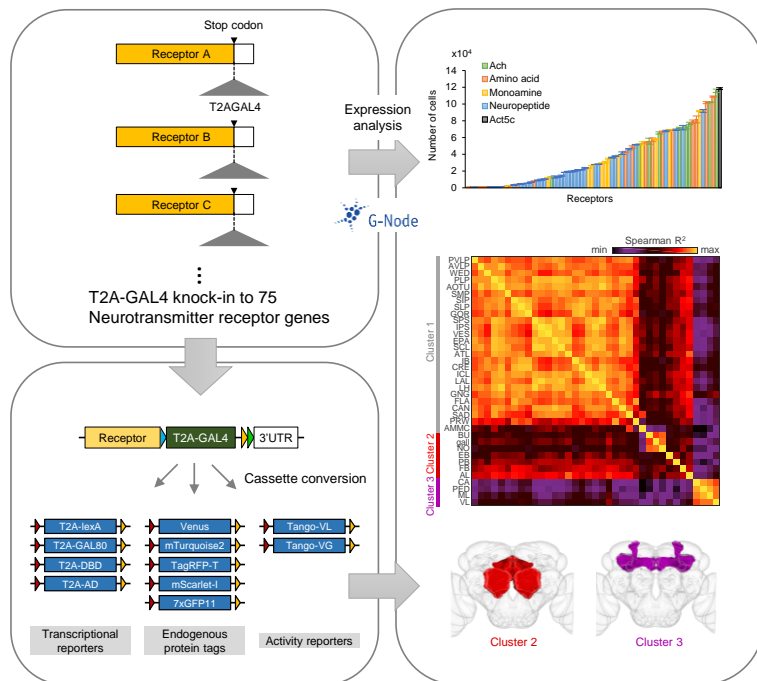 Stop codon
Receptor A
T2AGAL4
Receptor B
Receptor C
...
T2A-GAL4 knock-in to 75
Neurotransmitter receptor genes
Expression
analysis
G-Node
×10⁴
14
12
10
8
6
4
2
0
Number of cells
Ach
Amino acid
Monoamine
Neuropeptide
Act5c
Receptors
Spearman R²
min
max
PVLP
AVLP
WED
PLP
AOTU
SMP
SIP
SLP
GOR
SPS
IPS
VES
EPA
SCL
ATL
IB
CRE
ICL
LAL
LH
GNG
FLA
CAN
SAD
PRW
AMMC
BU
gall
NO
EB
PB
FB
AL
CA
PED
ML
VL
Cluster 1
Cluster 2
Cluster 3
Cluster 2
Cluster 3
Receptor
T2A-GAL4
3'UTR
Cassette conversion
T2A-lexA
T2A-GAL80
T2A-DBD
T2A-AD
Venus
mTurquoise2
TagRFP-T
mScarlet-I
7xGFP11
Tango-VL
Tango-VG
Transcriptional
reporters
Endogenous
protein tags
Activity reporters